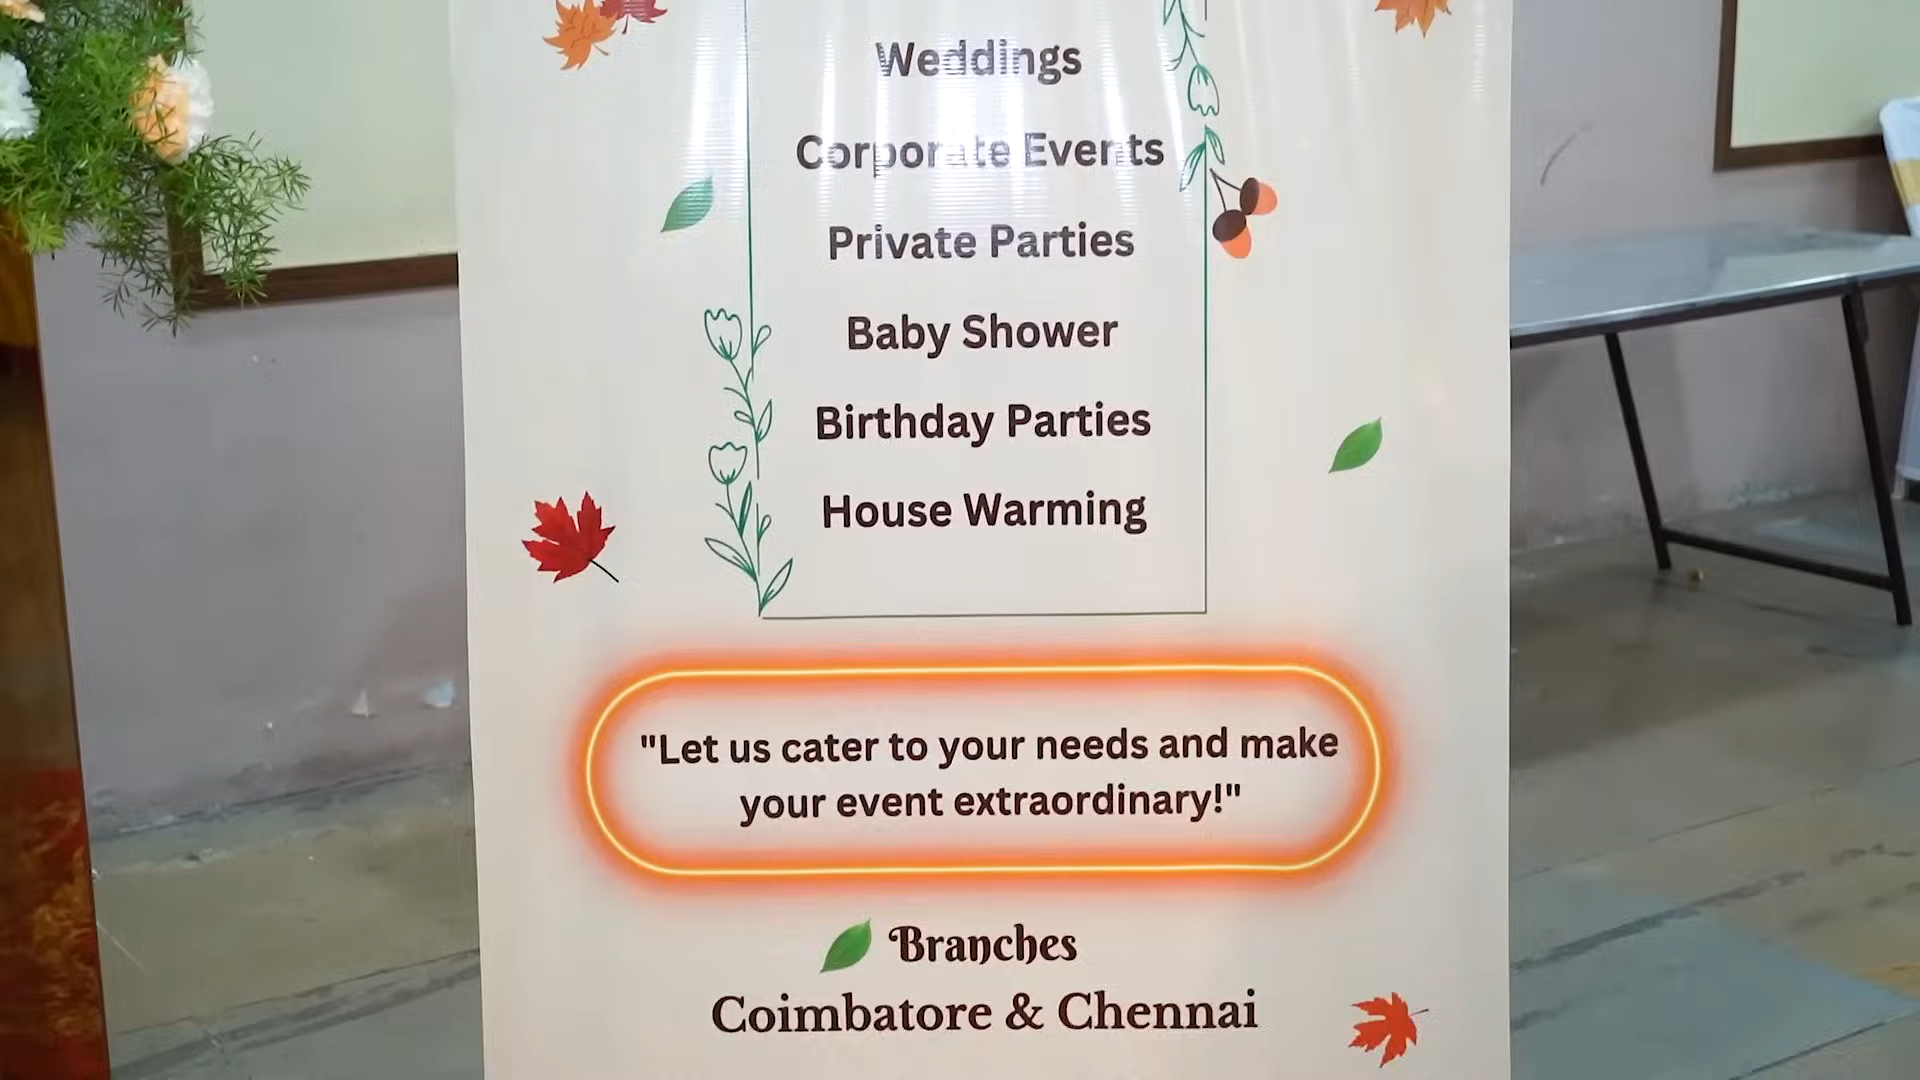 Weddings
Corporate Events
Private Parties
Baby Shower
Birthday Parties
House Warming
"Let us cater to your needs and make
your event extraordinary!"
Branches
Coimbatore & Chennai